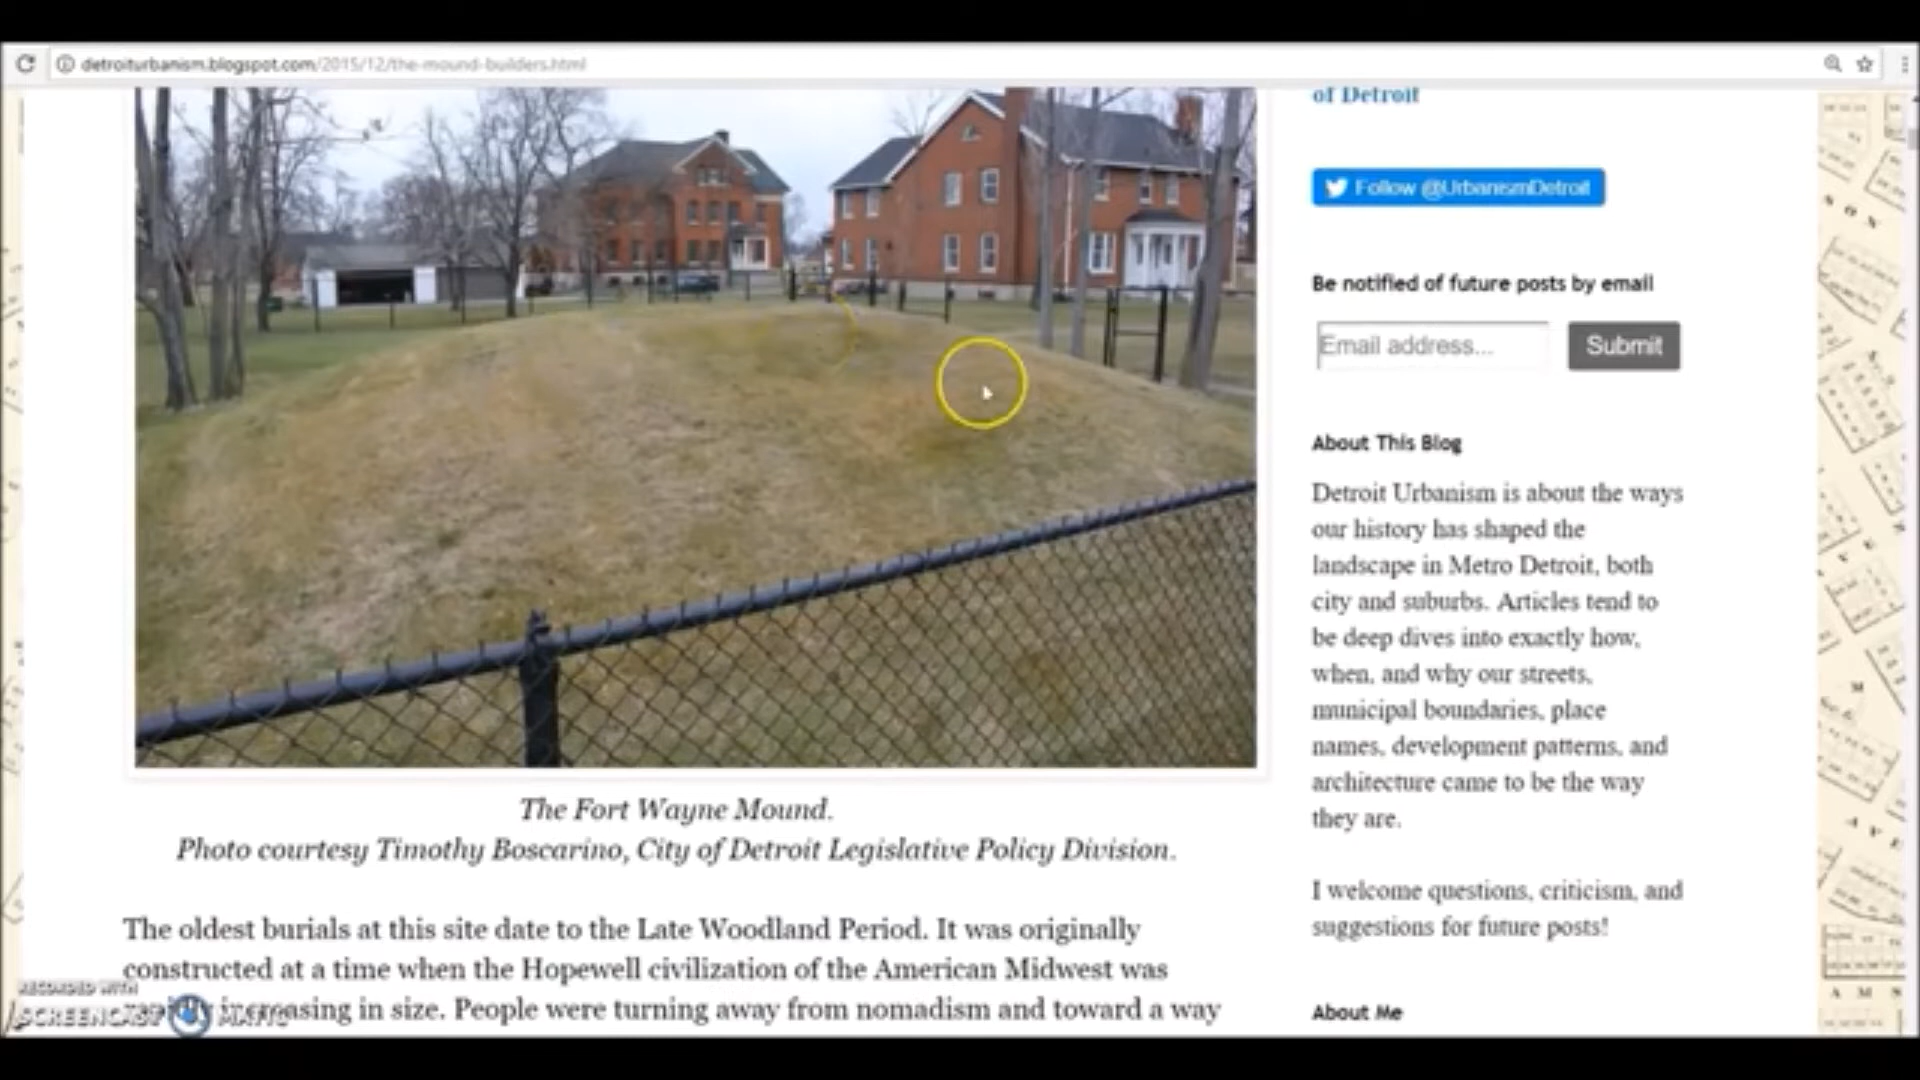 detroiturbanism.blogspot.com/2015/12/the-mound-builders.html
of Detroit
Follow @UrbanismDetroit
Be notified of future posts by email
Email address...
Submit
About This Blog
Detroit Urbanism is about the ways
our history has shaped the
landscape in Metro Detroit, both
city and suburbs. Articles tend to
be deep dives into exactly how,
when, and why our streets,
municipal boundaries, place
names, development patterns, and
architecture came to be the way
they are.
I welcome questions, criticism, and
suggestions for future posts!
About Me
The Fort Wayne Mound.
Photo courtesy Timothy Boscarino, City of Detroit Legislative Policy Division.
The oldest burials at this site date to the Late Woodland Period. It was originally
constructed at a time when the Hopewell civilization of the American Midwest was
increasing in size. People were turning away from nomadism and toward a way
RECORDED WITH
SCREENCAST MATIC
SON
AVE
AMS